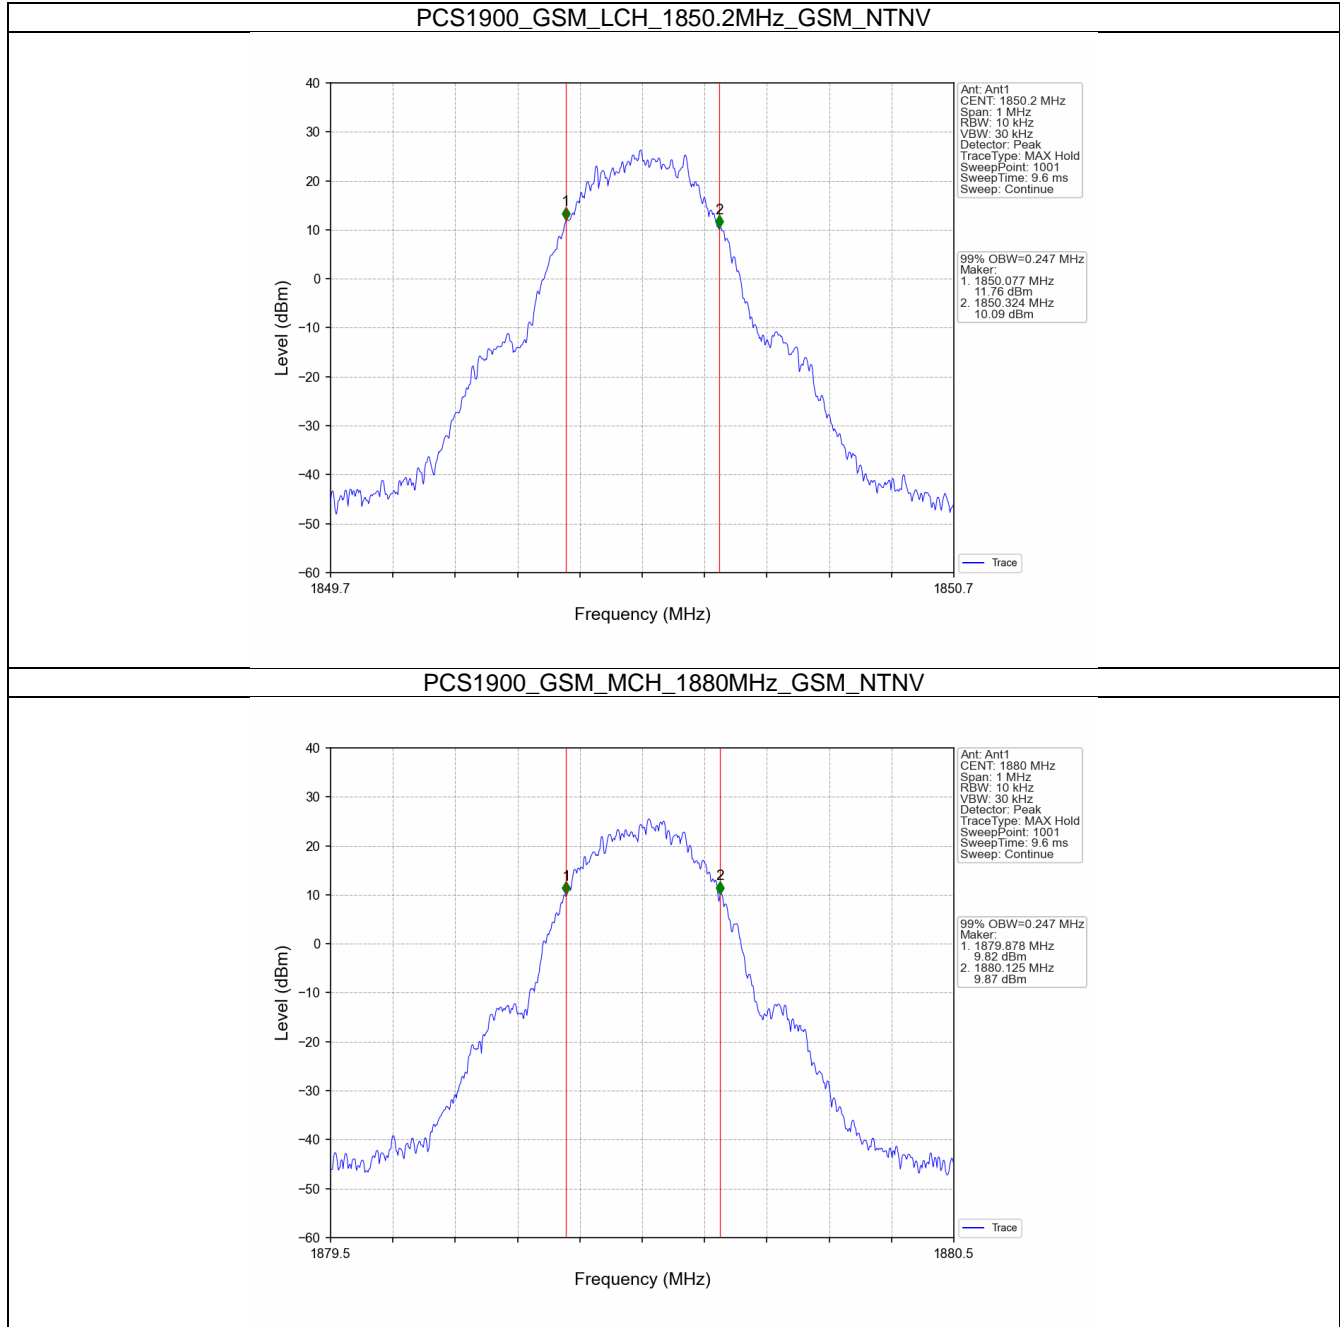 PCS1900_GSM_LCH_1850.2MHz_GSM_NTNV
40
30
20
10
0
−10
−20
−30
−40
−50
−60
Level (dBm)
1849.7
1850.7
Frequency (MHz)
1
2
Ant: Ant1
CENT: 1850.2 MHz
Span: 1 MHz
RBW: 10 kHz
VBW: 30 kHz
Detector: Peak
TraceType: MAX Hold
SweepPoint: 1001
SweepTime: 9.6 ms
Sweep: Continue
99% OBW=0.247 MHz
Maker:
1. 1850.077 MHz
11.76 dBm
2. 1850.324 MHz
10.09 dBm
Trace
PCS1900_GSM_MCH_1880MHz_GSM_NTNV
40
30
20
10
0
−10
−20
−30
−40
−50
−60
Level (dBm)
1879.5
1880.5
Frequency (MHz)
1
2
Ant: Ant1
CENT: 1880 MHz
Span: 1 MHz
RBW: 10 kHz
VBW: 30 kHz
Detector: Peak
TraceType: MAX Hold
SweepPoint: 1001
SweepTime: 9.6 ms
Sweep: Continue
99% OBW=0.247 MHz
Maker:
1. 1879.878 MHz
9.82 dBm
2. 1880.125 MHz
9.87 dBm
Trace